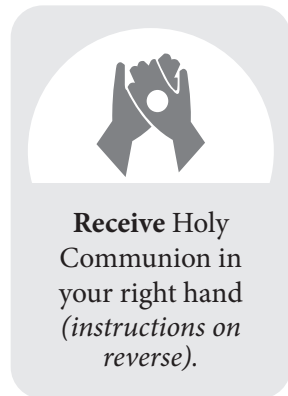 Receive Holy
Communion in
your right hand
(instructions on
reverse).